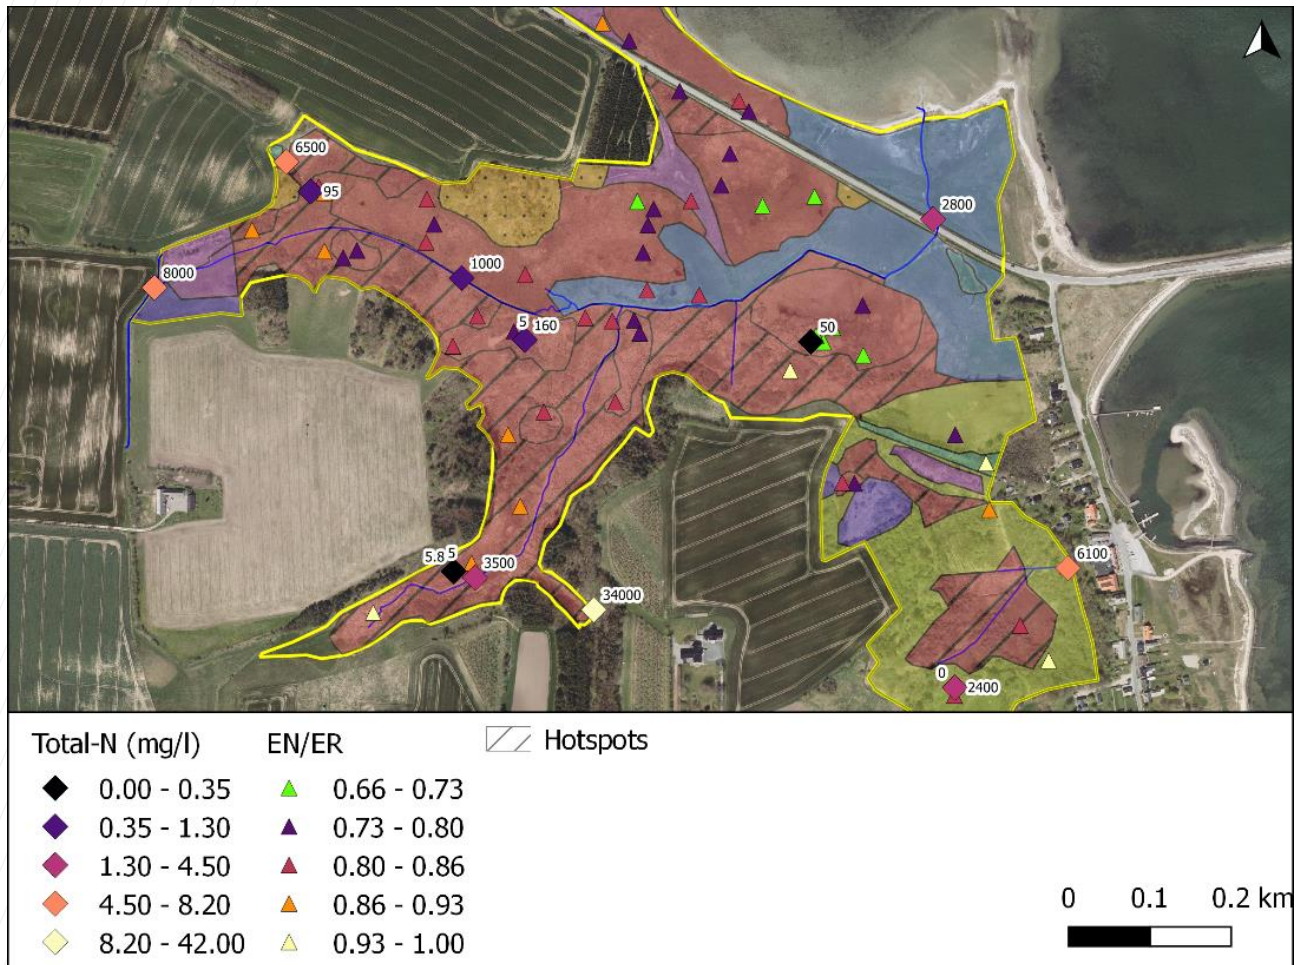 6500
95
2800
8000
1000
5 160
50
5.8 5
3500
34000
6100
0
2400
Total-N (mg/l) EN/ER Hotspots
0.00 - 0.35 0.66 - 0.73
0.35 - 1.30 0.73 - 0.80
1.30 - 4.50 0.80 - 0.86
4.50 - 8.20 0.86 - 0.93
8.20 - 42.00 0.93 - 1.00
0 0.1 0.2 km